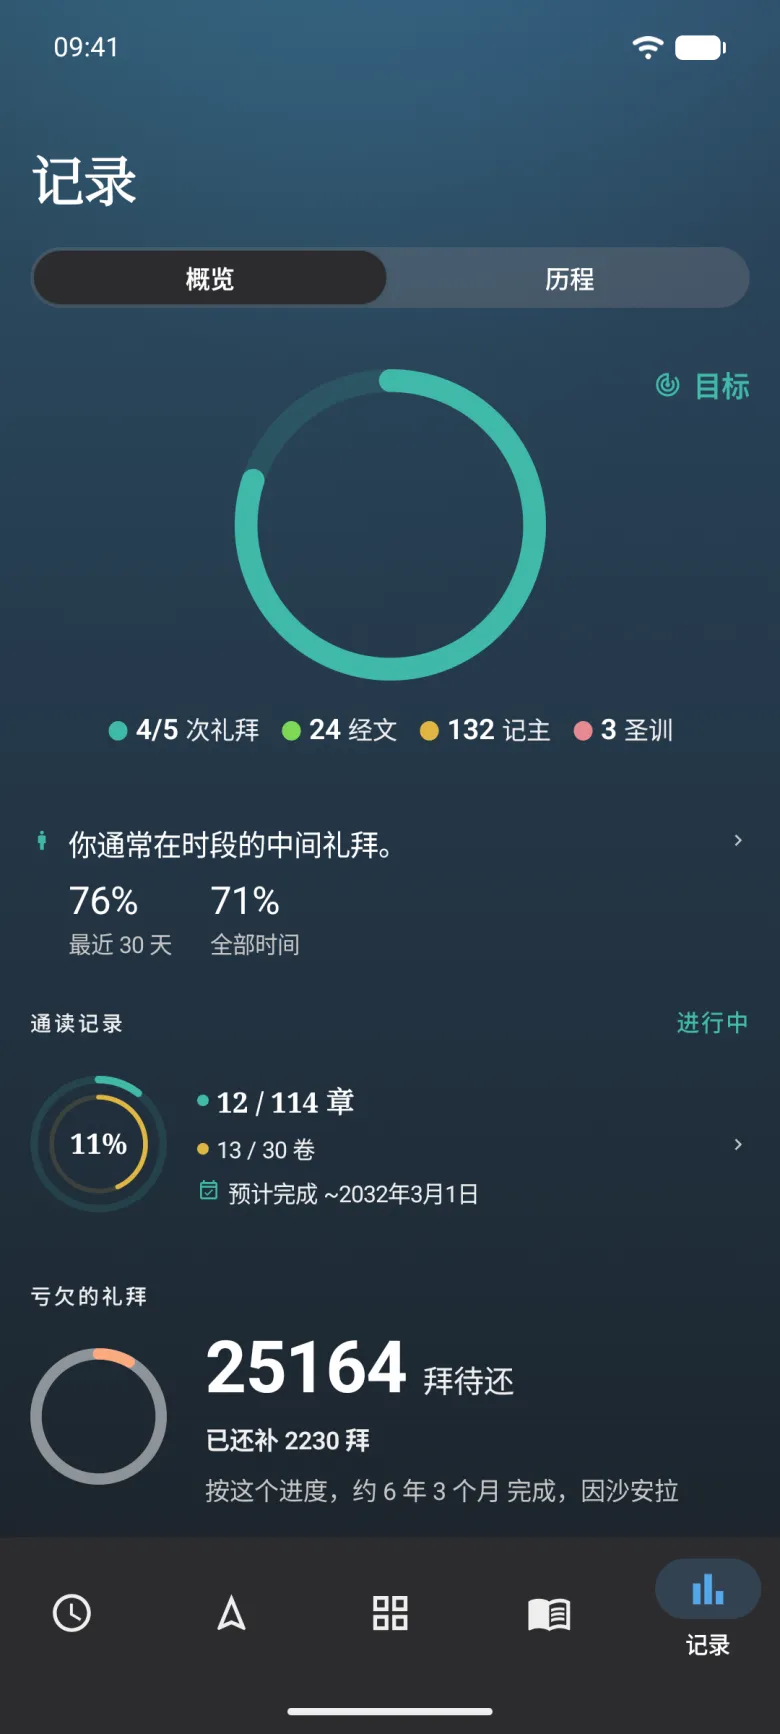 09:41
记录
概览 历程
目标
4/5 次礼拜 24 经文 132 记主 3 圣训
你通常在时段的中间礼拜。
76% 71%
最近 30 天 全部时间
通读记录 进行中
11%
12 / 114 章
13 / 30 卷
预计完成 ~2032年3月1日
亏欠的礼拜
25164 拜待还
已还补 2230 拜
按这个进度，约 6 年 3 个月 完成，因沙安拉
记录